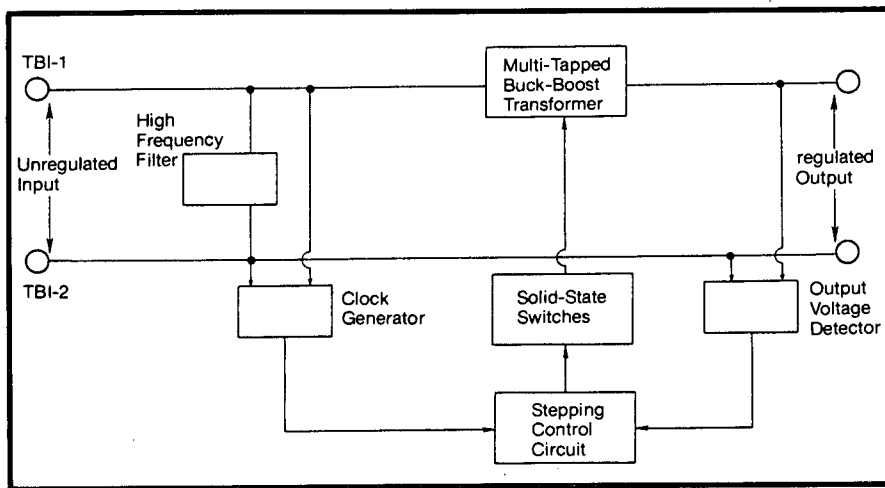 TBI-1
Multi-Tapped
Buck-Boost
Transformer
High
Frequency
Filter
Unregulated
Input
regulated
Output
TBI-2
Clock
Generator
Solid-State
Switches
Output
Voltage
Detector
Stepping
Control
Circuit